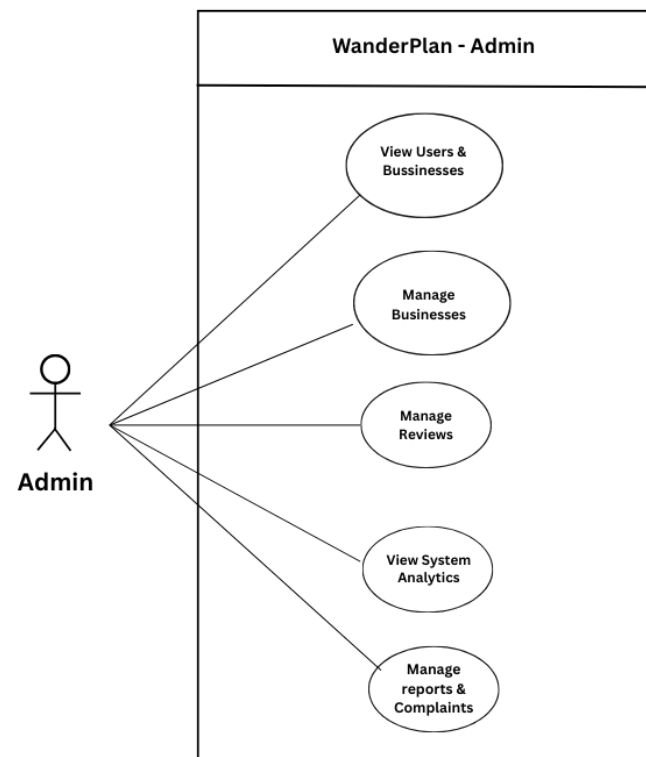 WanderPlan - Admin
View Users &
Bussinesses
Manage
Businesses
Manage
Reviews
Admin
View System
Analytics
Manage
reports &
Complaints